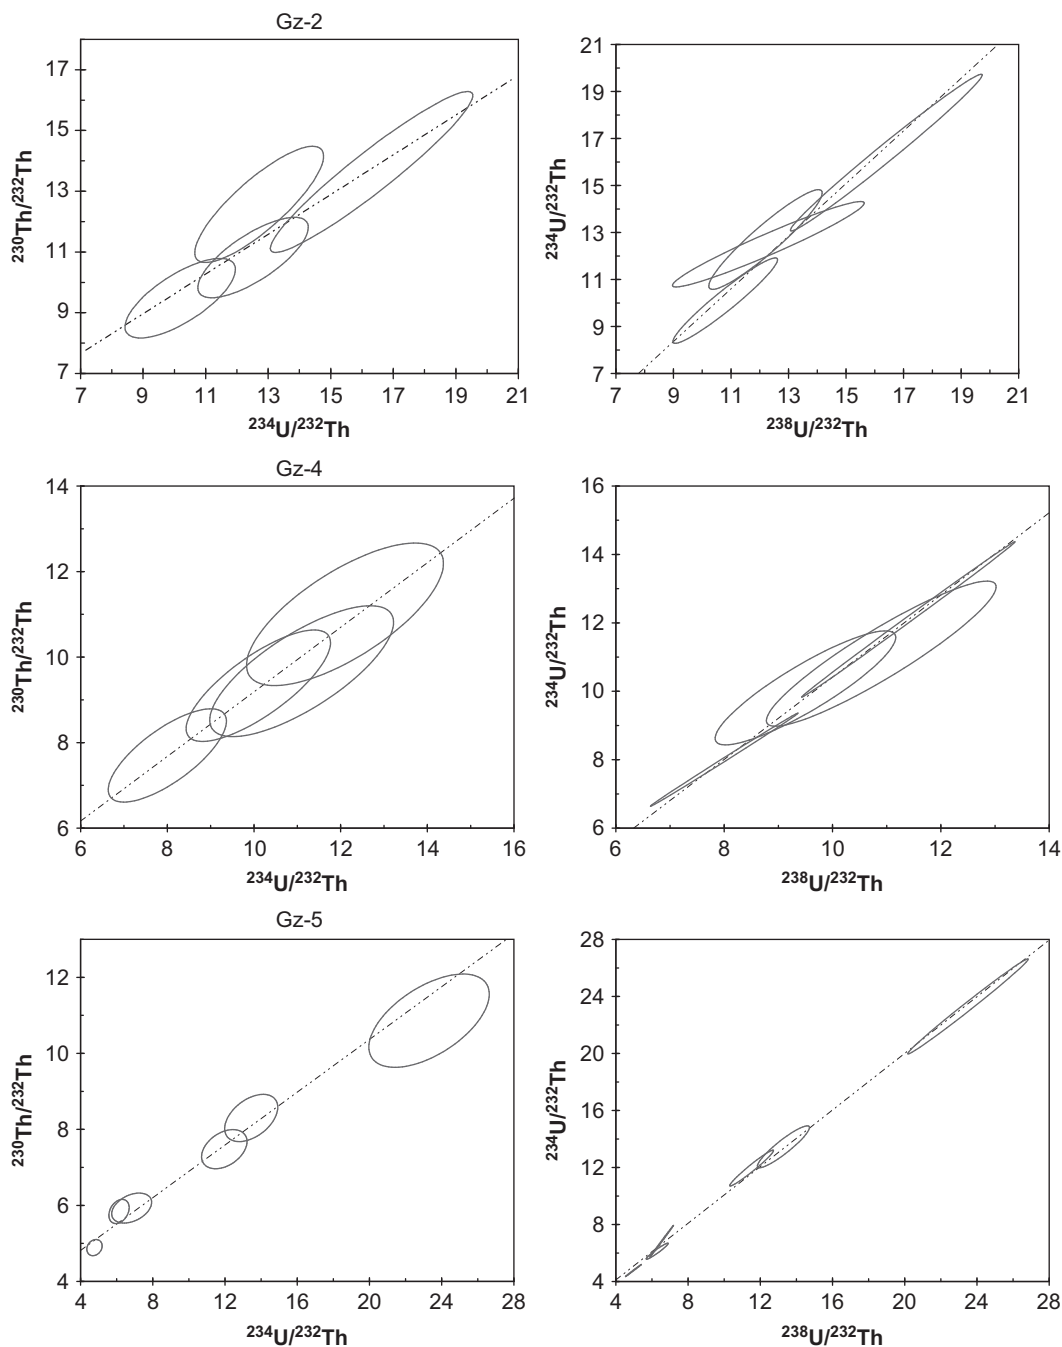 Gz-2
17
15
13
11
9
7
7 9 11 13 15 17 19 21
²³⁰Th/²³²Th
²³⁴U/²³²Th
21
19
17
15
13
11
9
7
7 9 11 13 15 17 19 21
²³⁴U/²³²Th
²³⁸U/²³²Th
Gz-4
14
12
10
8
6
6 8 10 12 14 16
²³⁰Th/²³²Th
²³⁴U/²³²Th
16
14
12
10
8
6
6 8 10 12 14
²³⁴U/²³²Th
²³⁸U/²³²Th
Gz-5
12
10
8
6
4
4 8 12 16 20 24 28
²³⁰Th/²³²Th
²³⁴U/²³²Th
28
24
20
16
12
8
4
4 8 12 16 20 24 28
²³⁴U/²³²Th
²³⁸U/²³²Th